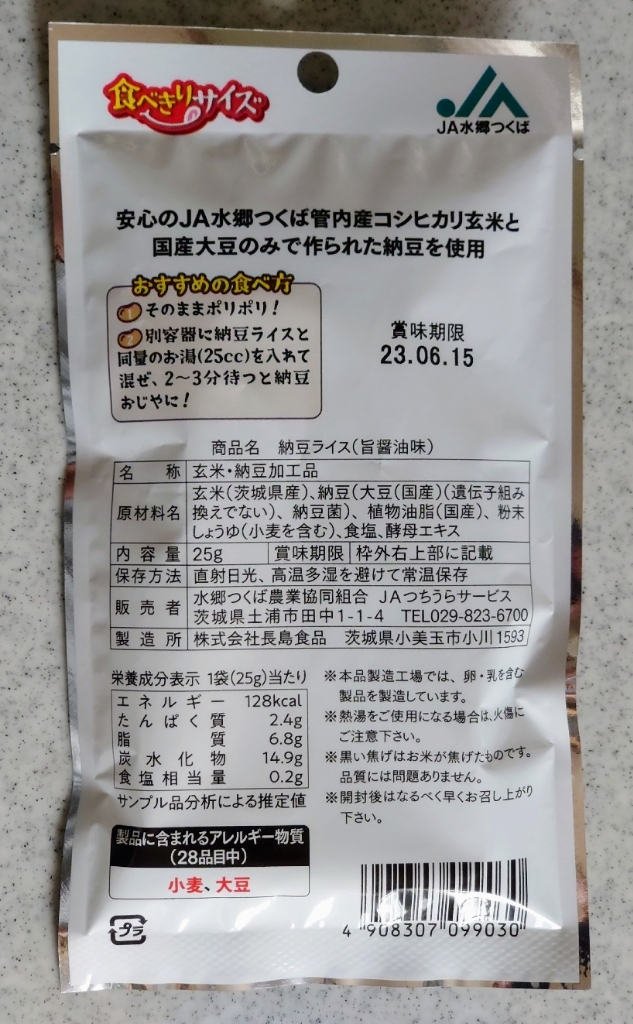 食べきりサイズ
JA水郷つくば
安心のJA水郷つくば管内産コシヒカリ玄米と
国産大豆のみで作られた納豆を使用
おすすめの食べ方
1 そのままポリポリ!
2 別容器に納豆ライスと
同量のお湯(25cc)を入れて
混ぜ、2〜3分待つと納豆
おじやに!
賞味期限
23.06.15
商品名 納豆ライス(旨醤油味)
名称 玄米・納豆加工品
原材料名 玄米(茨城県産)、納豆(大豆(国産)(遺伝子組み
換えでない)、納豆菌)、植物油脂(国産)、粉末
しょうゆ(小麦を含む)、食塩、酵母エキス
内容量 25g 賞味期限 枠外右上部に記載
保存方法 直射日光、高温多湿を避けて常温保存
販売者 水郷つくば農業協同組合 JAつちうらサービス
茨城県土浦市田中1-1-4 TEL029-823-6700
製造所 株式会社長島食品 茨城県小美玉市小川1593
栄養成分表示 1袋(25g)当たり
エネルギー 128kcal
たんぱく質 2.4g
脂質 6.8g
炭水化物 14.9g
食塩相当量 0.2g
サンプル品分析による推定値
※本品製造工場では、卵・乳を含む
製品を製造しています。
※熱湯をご使用になる場合は、火傷に
ご注意下さい。
※黒い焦げはお米が焦げたものです。
品質には問題ありません。
※開封後はなるべく早くお召し上がり
下さい。
製品に含まれるアレルギー物質
(28品目中)
小麦、大豆
プラ
4 908307 099030